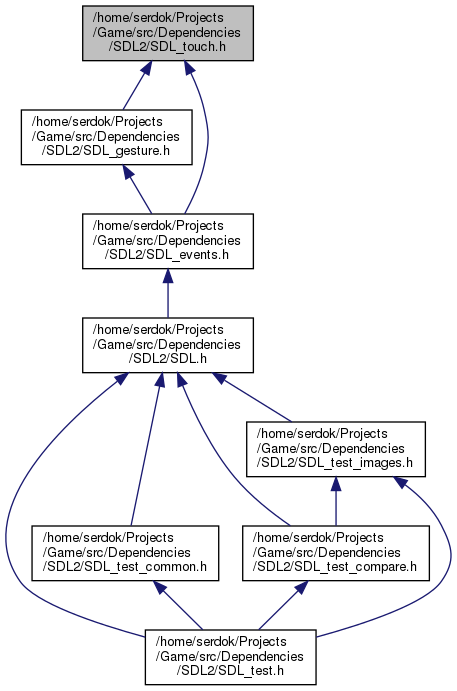 /home/serdok/Projects
/Game/src/Dependencies
/SDL2/SDL_touch.h
/home/serdok/Projects
/Game/src/Dependencies
/SDL2/SDL_gesture.h
/home/serdok/Projects
/Game/src/Dependencies
/SDL2/SDL_events.h
/home/serdok/Projects
/Game/src/Dependencies
/SDL2/SDL.h
/home/serdok/Projects
/Game/src/Dependencies
/SDL2/SDL_test_images.h
/home/serdok/Projects
/Game/src/Dependencies
/SDL2/SDL_test_common.h
/home/serdok/Projects
/Game/src/Dependencies
/SDL2/SDL_test_compare.h
/home/serdok/Projects
/Game/src/Dependencies
/SDL2/SDL_test.h